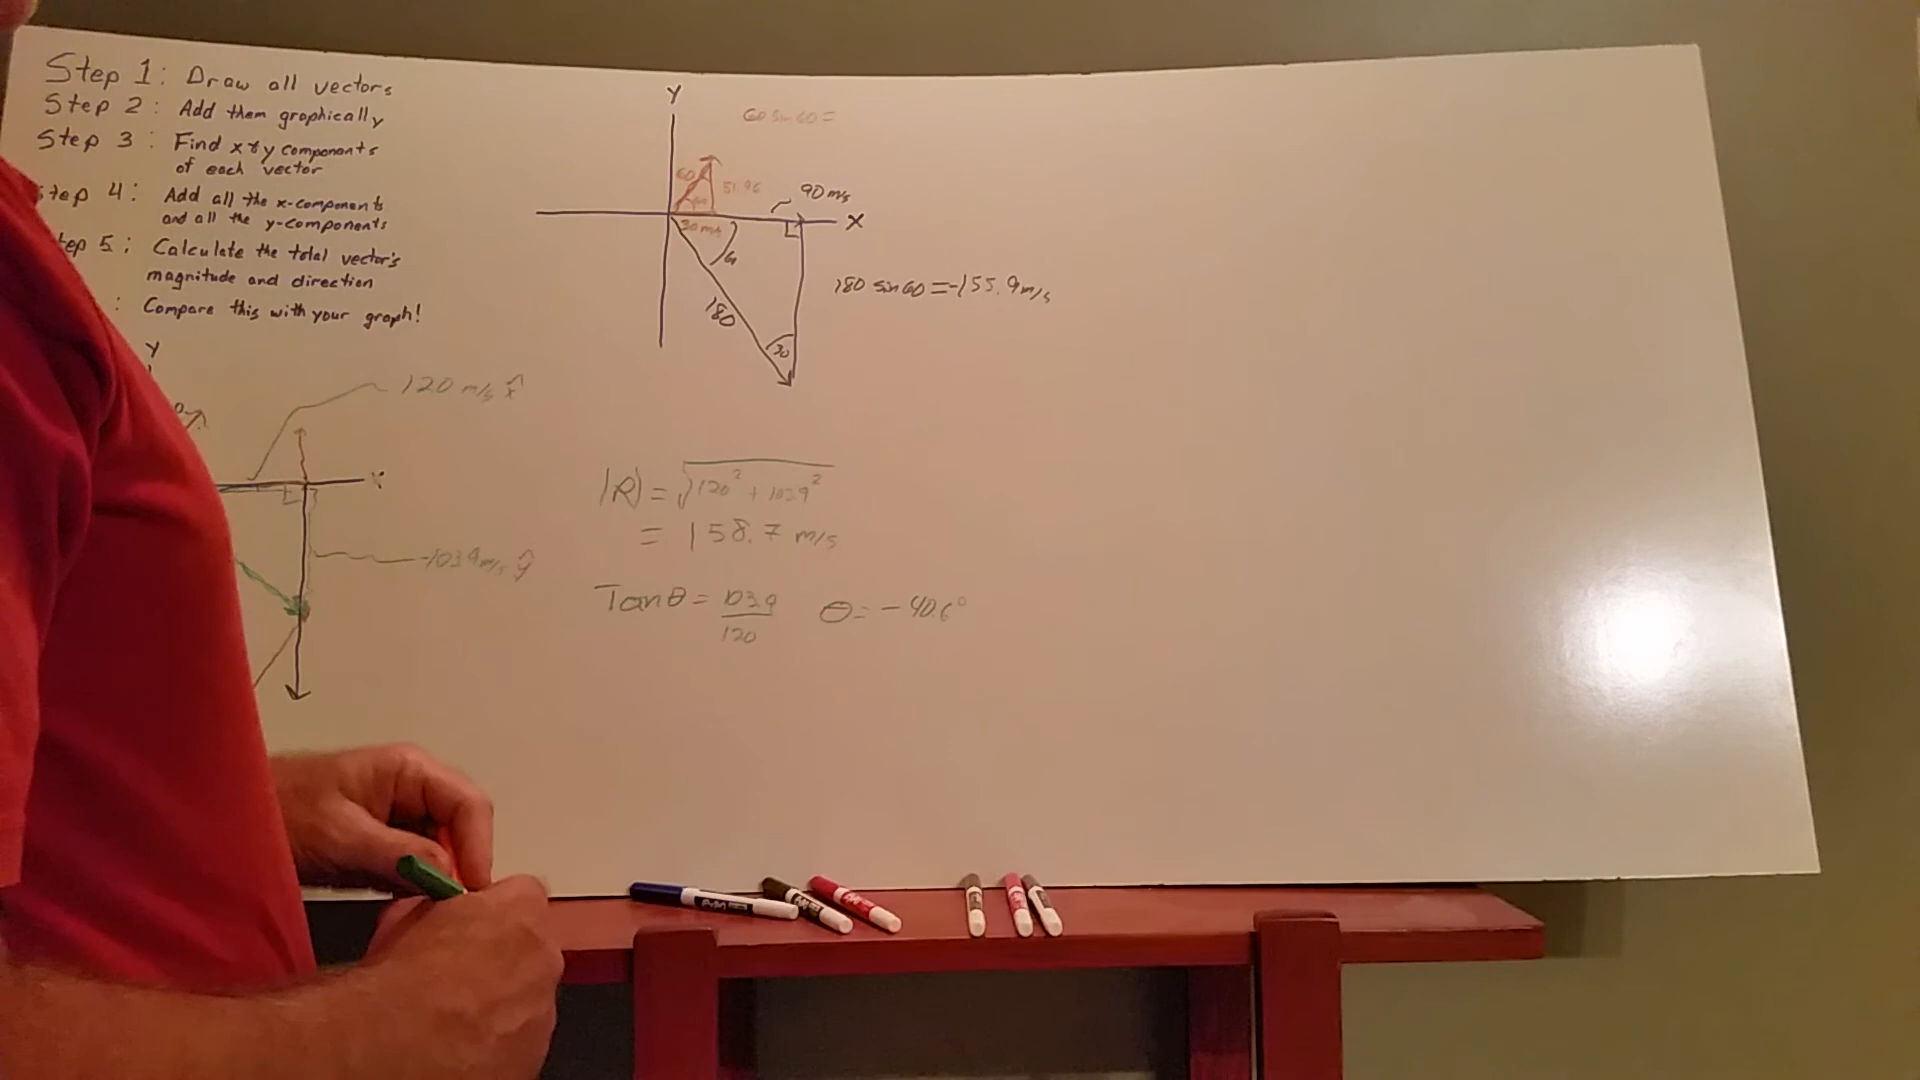 Step 1: Draw all vectors
Step 2: Add them graphically
Step 3: Find x & y components
of each vector
Step 4: Add all the x-components
and all the y-components
tep 5: Calculate the total vector's
magnitude and direction
: Compare this with your graph!
Y
60 sin 60 =
60
51.96
90 m/s
X
30 m/s
180
30
180 sin 60 = -155.9 m/s
Y
120 m/s x̂
X
-103.9 m/s ŷ
|R| = √120² + 103.9²
= 158.7 m/s
Tan θ = 103.9
120
θ = -40.6°